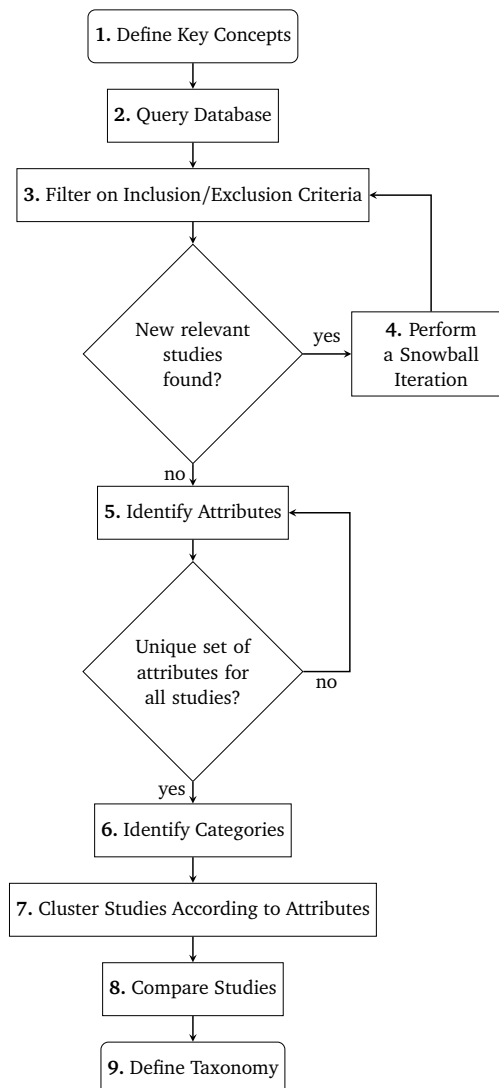 1. Define Key Concepts
2. Query Database
3. Filter on Inclusion/Exclusion Criteria
New relevant
studies
found?
yes
4. Perform
a Snowball
Iteration
no
5. Identify Attributes
Unique set of
attributes for
all studies?
no
yes
6. Identify Categories
7. Cluster Studies According to Attributes
8. Compare Studies
9. Define Taxonomy